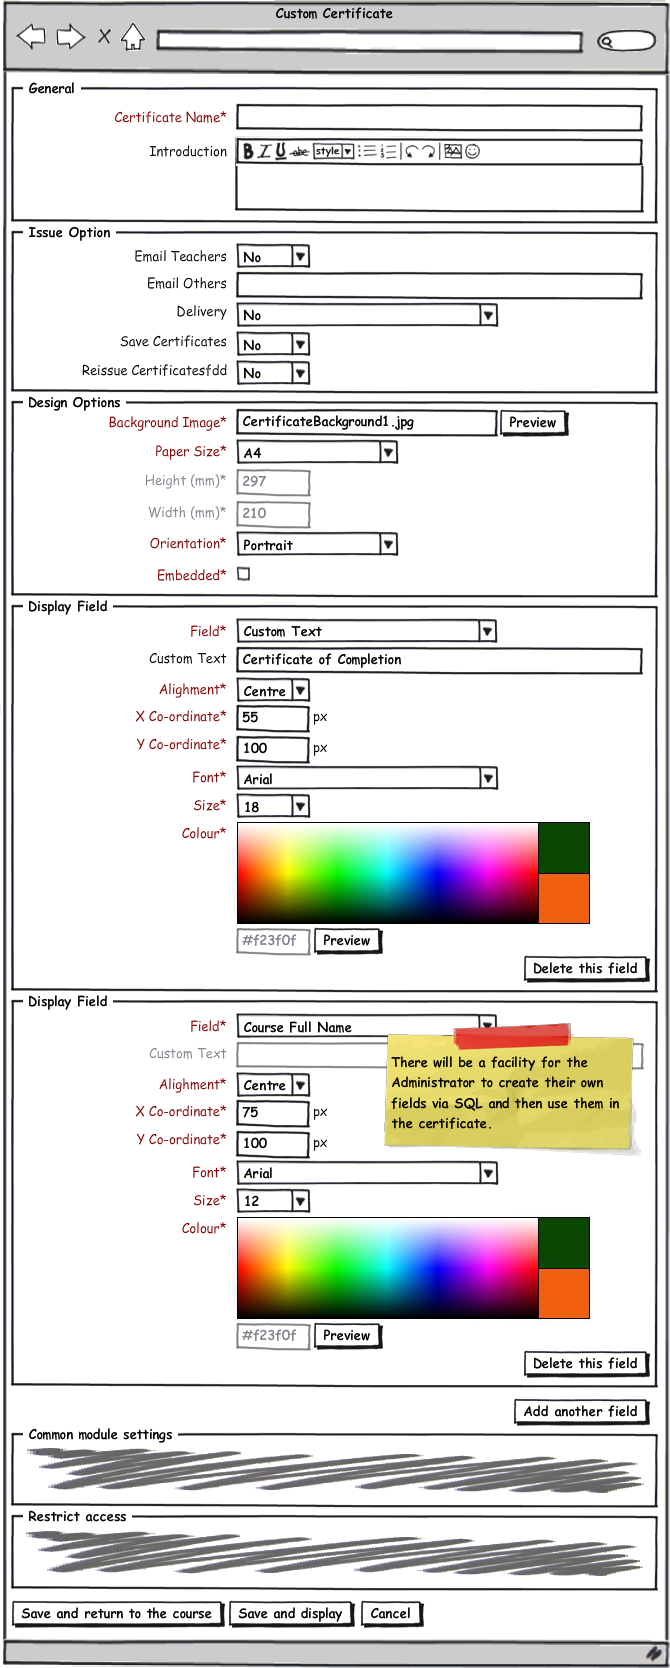 Custom Certificate
General
Certificate Name*
Introduction B I U abc style
Issue Option
Email Teachers No
Email Others
Delivery No
Save Certificates No
Reissue Certificatesfdd No
Design Options
Background Image* CertificateBackground1.jpg Preview
Paper Size* A4
Height (mm)* 297
Width (mm)* 210
Orientation* Portrait
Embedded*
Display Field
Field* Custom Text
Custom Text Certificate of Completion
Alighment* Centre
X Co-ordinate* 55 px
Y Co-ordinate* 100 px
Font* Arial
Size* 18
Colour*
#f23f0f Preview
Delete this field
Display Field
Field* Course Full Name
Custom Text
There will be a facility for the
Administrator to create their own
fields via SQL and then use them in
the certificate.
Alighment* Centre
X Co-ordinate* 75 px
Y Co-ordinate* 100 px
Font* Arial
Size* 12
Colour*
#f23f0f Preview
Delete this field
Add another field
Common module settings
Restrict access
Save and return to the course Save and display Cancel